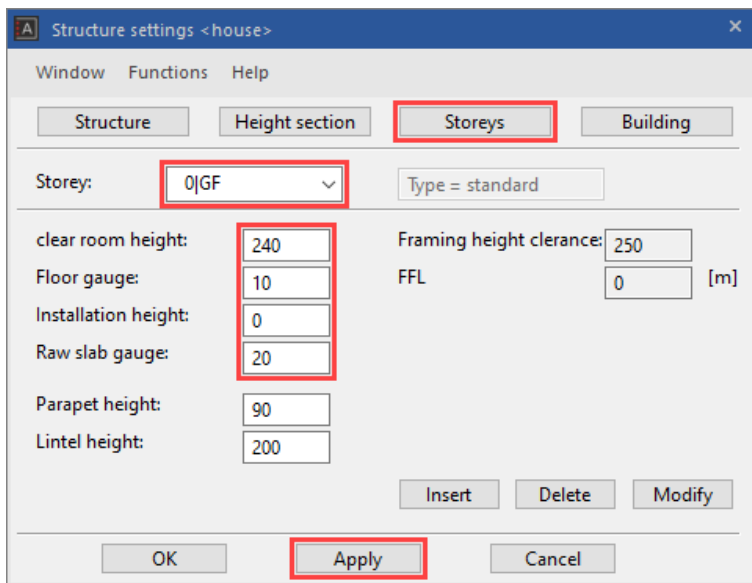 A Structure settings <house> ×
Window Functions Help
Structure Height section Storeys Building
Storey: 0|GF Type = standard
clear room height: 240 Framing height clerance: 250
Floor gauge: 10 FFL 0 [m]
Installation height: 0
Raw slab gauge: 20
Parapet height: 90
Lintel height: 200
Insert Delete Modify
OK Apply Cancel